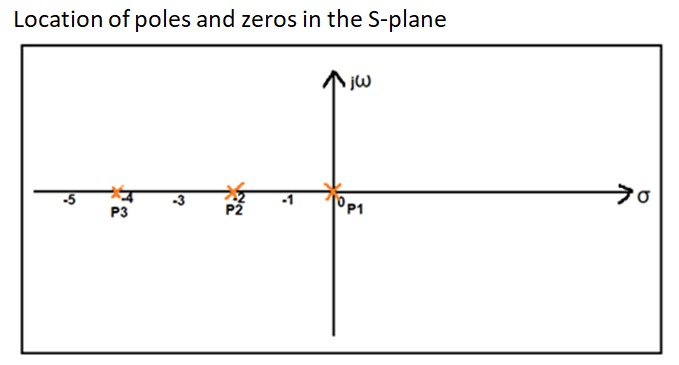 Location of poles and zeros in the S-plane
jω
-5 -4 -3 -2 -1 0 σ
P3 P2 P1